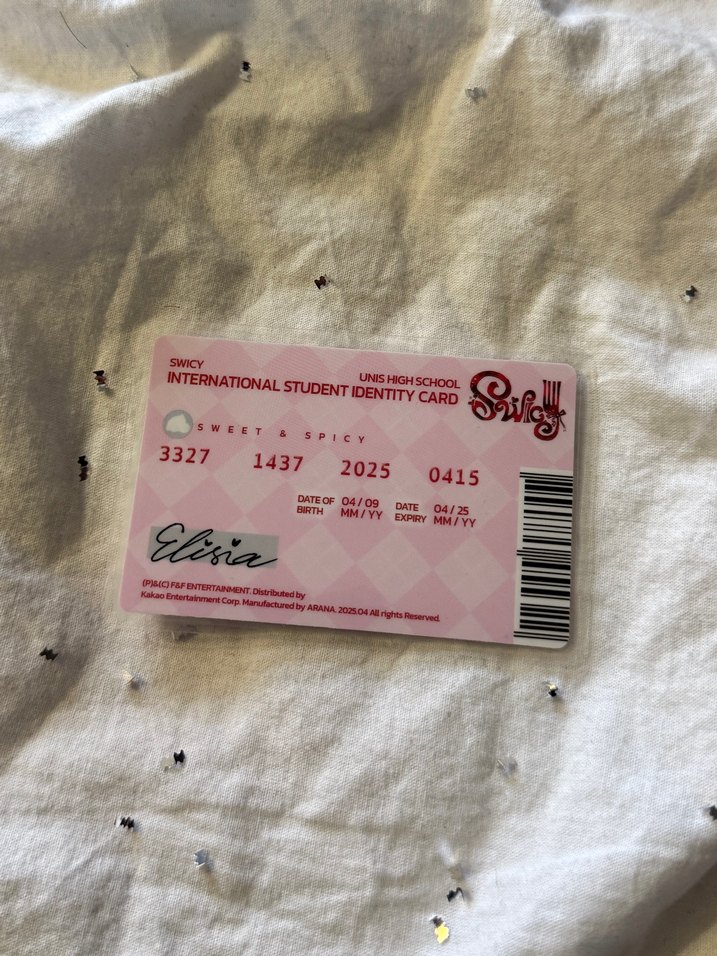 SWICY
UNIS HIGH SCHOOL
INTERNATIONAL STUDENT IDENTITY CARD
Swicy
SWEET & SPICY
3327 1437 2025 0415
DATE OF BIRTH 04 / 09 MM / YY DATE EXPIRY 04 / 25 MM / YY
Elisia
(P)&(C) F&F ENTERTAINMENT. Distributed by
Kakao Entertainment Corp. Manufactured by ARANA. 2025.04 All rights Reserved.